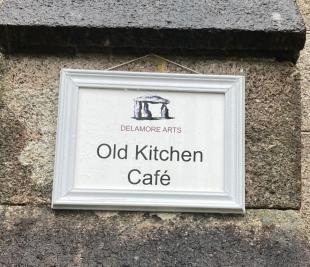 DELAMORE ARTS
Old Kitchen
Café